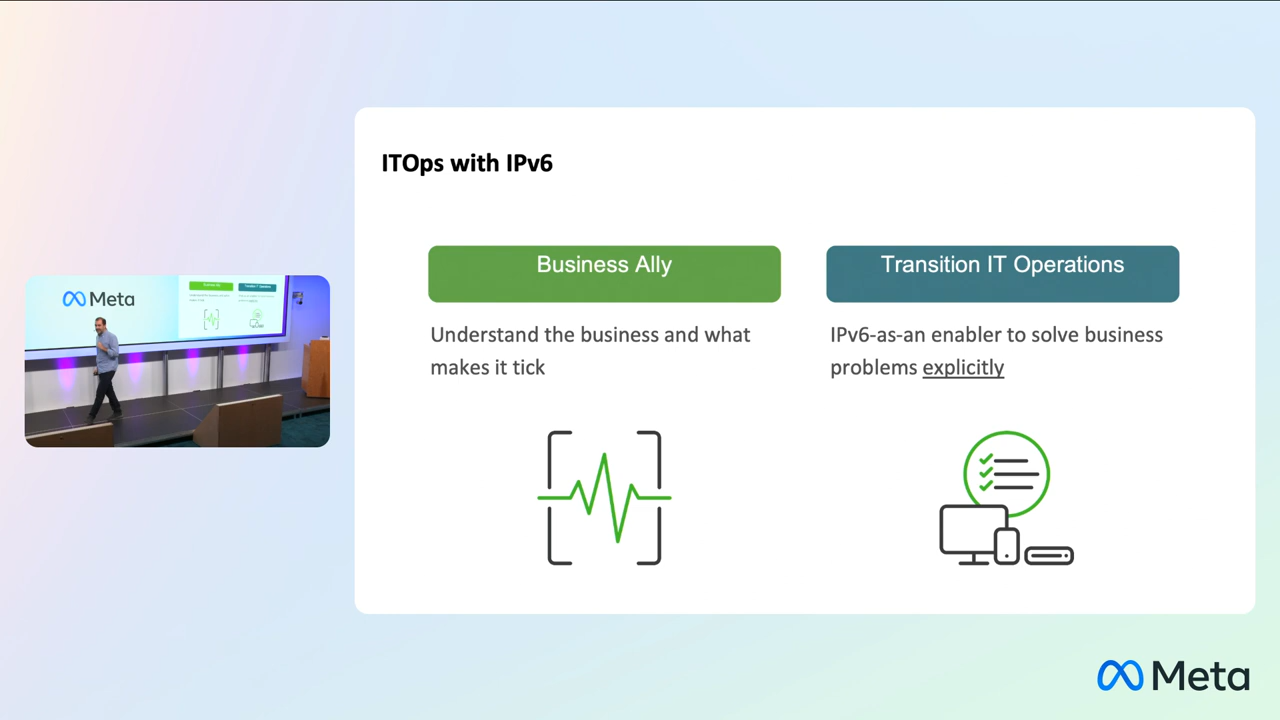 ITOps with IPv6
Business Ally
Transition IT Operations
Understand the business and what
makes it tick
IPv6-as-an enabler to solve business
problems explicitly
Meta
Meta